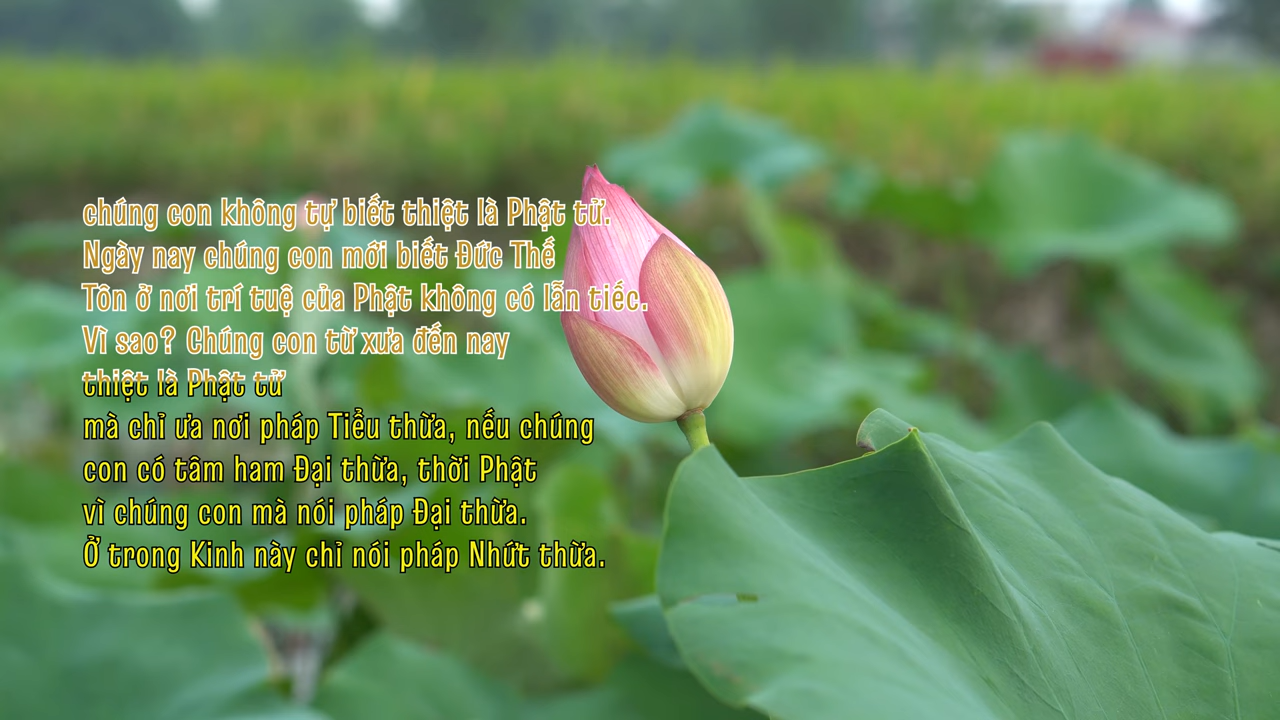 chúng con không tự biết thiệt là Phật tử.
Ngày nay chúng con mới biết Đức Thế
Tôn ở nơi trí tuệ của Phật không có lẫn tiếc.
Vì sao? Chúng con từ xưa đến nay
thiệt là Phật tử
mà chỉ ưa nơi pháp Tiểu thừa, nếu chúng
con có tâm ham Đại thừa, thời Phật
vì chúng con mà nói pháp Đại thừa.
Ở trong Kinh này chỉ nói pháp Nhứt thừa.